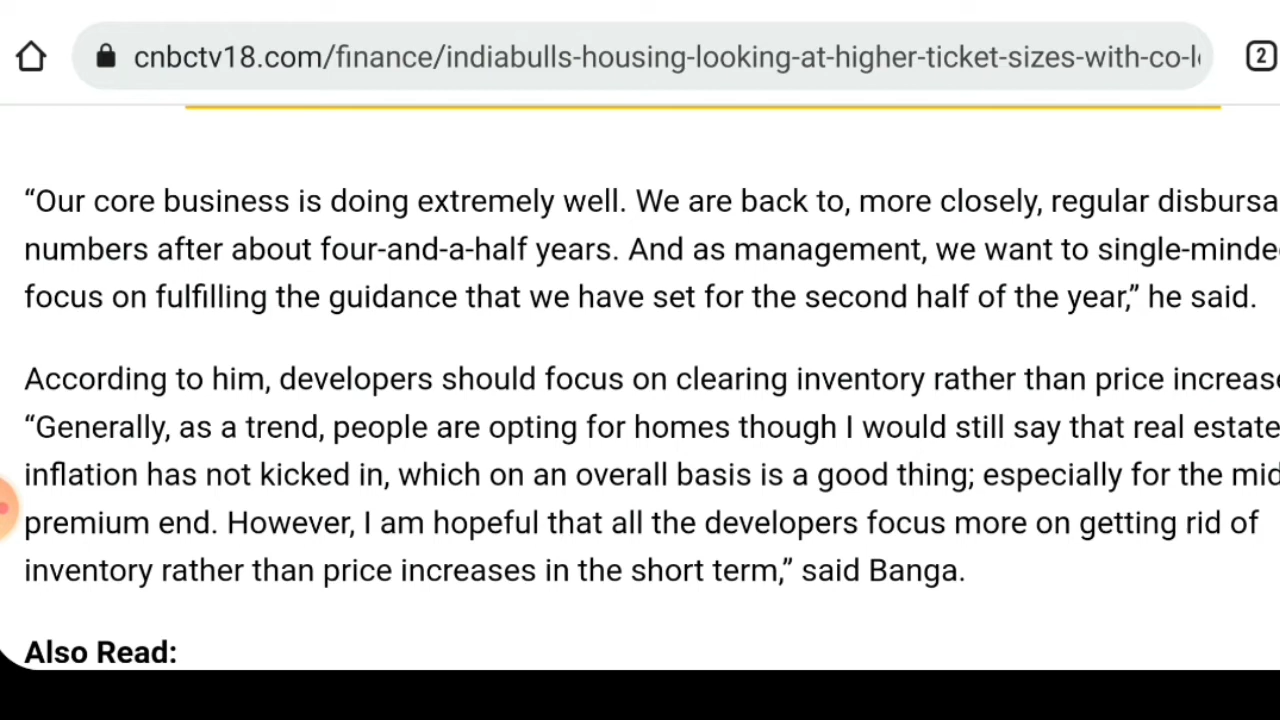 cnbctv18.com/finance/indiabulls-housing-looking-at-higher-ticket-sizes-with-co-l
2
“Our core business is doing extremely well. We are back to, more closely, regular disbursa
numbers after about four-and-a-half years. And as management, we want to single-minde
focus on fulfilling the guidance that we have set for the second half of the year,” he said.
According to him, developers should focus on clearing inventory rather than price increase
“Generally, as a trend, people are opting for homes though I would still say that real estate
inflation has not kicked in, which on an overall basis is a good thing; especially for the mid
premium end. However, I am hopeful that all the developers focus more on getting rid of
inventory rather than price increases in the short term,” said Banga.
Also Read: